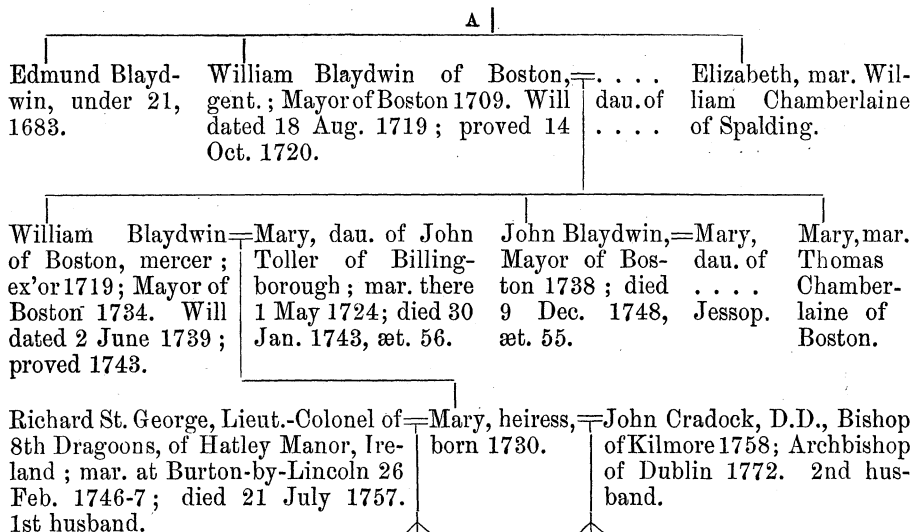 A
Edmund Blayd-
win, under 21,
1683.
William Blaydwin of Boston,
gent.; Mayor of Boston 1709. Will
dated 18 Aug. 1719; proved 14
Oct. 1720.
= . . . .
dau. of
. . . .
Elizabeth, mar. Wil-
liam Chamberlaine
of Spalding.
William Blaydwin
of Boston, mercer;
ex'or 1719; Mayor of
Boston 1734. Will
dated 2 June 1739;
proved 1743.
=Mary, dau. of John
Toller of Billing-
borough; mar. there
1 May 1724; died 30
Jan. 1743, æt. 56.
John Blaydwin,
Mayor of Bos-
ton 1738; died
9 Dec. 1748,
æt. 55.
=Mary,
dau. of
. . . .
Jessop.
Mary, mar.
Thomas
Chamber-
laine of
Boston.
Richard St. George, Lieut.-Colonel of
8th Dragoons, of Hatley Manor, Ire-
land; mar. at Burton-by-Lincoln 26
Feb. 1746-7; died 21 July 1757.
1st husband.
=Mary, heiress,
born 1730.
=John Cradock, D.D., Bishop
of Kilmore 1758; Archbishop
of Dublin 1772. 2nd hus-
band.